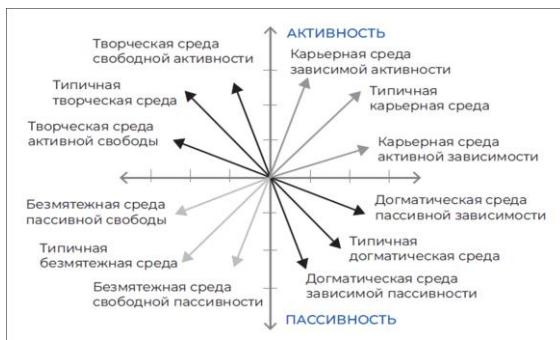 АКТИВНОСТЬ
Творческая среда
свободной активности
Карьерная среда
зависимой активности
Типичная
творческая среда
Типичная
карьерная среда
Творческая среда
активной свободы
Карьерная среда
активной зависимости
Безмятежная среда
пассивной свободы
Догматическая среда
пассивной зависимости
Типичная
безмятежная среда
Типичная
догматическая среда
Безмятежная среда
свободной пассивности
Догматическая среда
зависимой пассивности
ПАССИВНОСТЬ